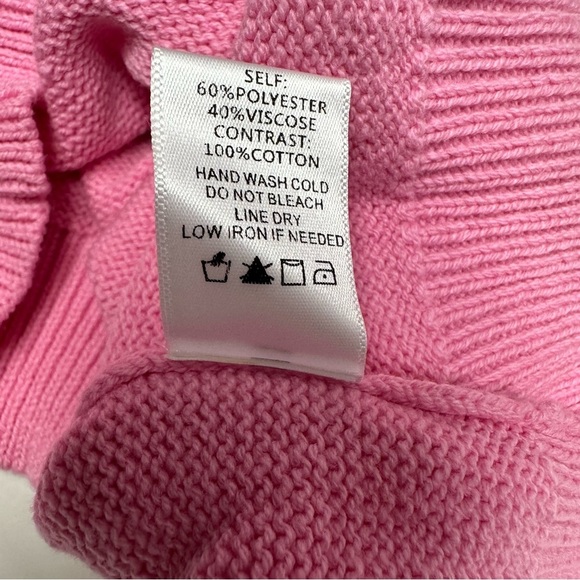 SELF:
60%POLYESTER
40%VISCOSE
CONTRAST:
100%COTTON
HAND WASH COLD
DO NOT BLEACH
LINE DRY
LOW IRON IF NEEDED